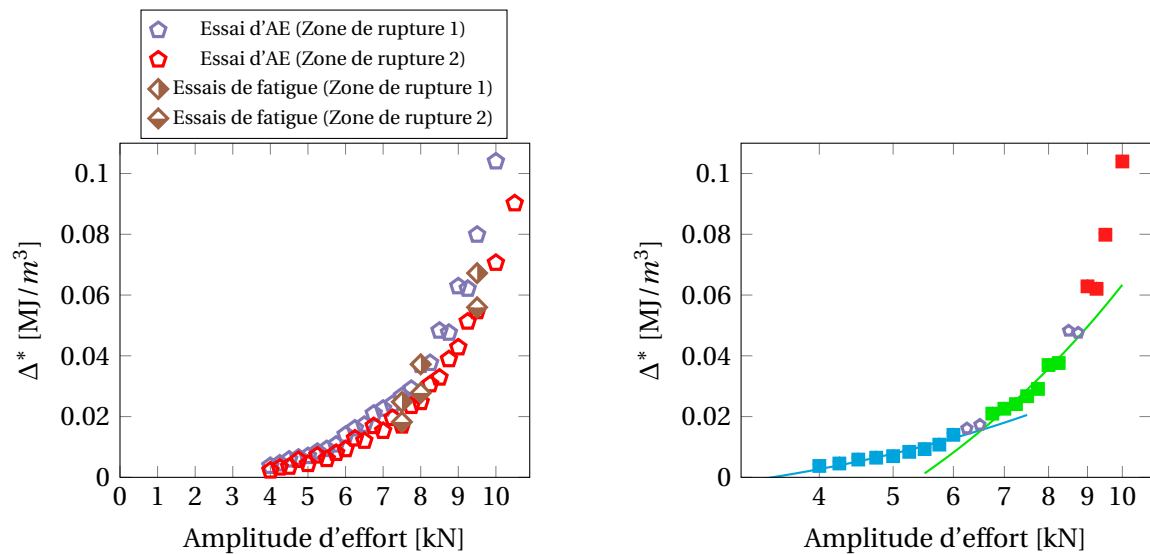 Essai d'AE (Zone de rupture 1)
Essai d'AE (Zone de rupture 2)
Essais de fatigue (Zone de rupture 1)
Essais de fatigue (Zone de rupture 2)
0.1
0.08
0.06
0.04
0.02
0
Δ* [MJ/m³]
0 1 2 3 4 5 6 7 8 9 10
Amplitude d'effort [kN]
0.1
0.08
0.06
0.04
0.02
0
Δ* [MJ/m³]
4 5 6 7 8 9 10
Amplitude d'effort [kN]